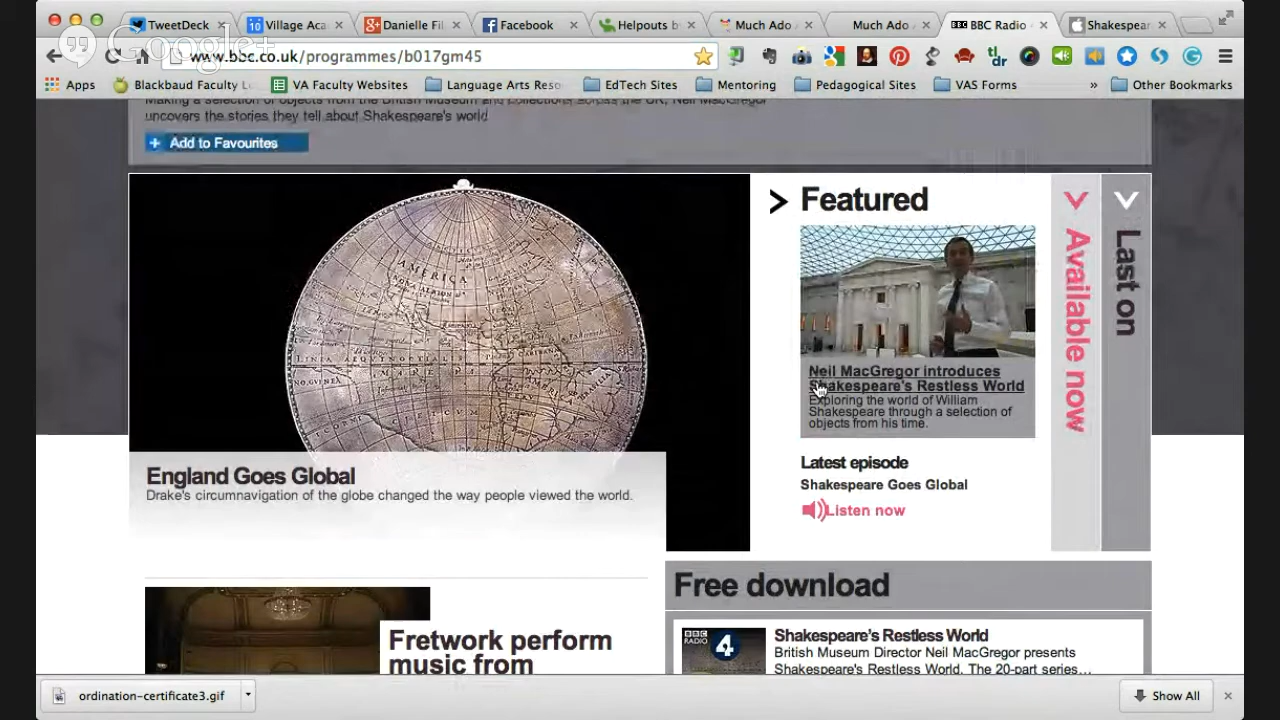 TweetDeck
Village Aca
Danielle Fil
Facebook
Helpouts b
Much Ado
Much Ado
BBC Radio
Shakespear
Google+
www.bbc.co.uk/programmes/b017gm45
tl;
dr
Apps
Blackbaud Faculty L
VA Faculty Websites
Language Arts Reso
EdTech Sites
Mentoring
Pedagogical Sites
VAS Forms
»
Other Bookmarks
Making a selection of objects from the British Museum and collections across the UK, Neil MacGregor
uncovers the stories they tell about Shakespeare's world
+ Add to Favourites
AMERICA
England Goes Global
Drake's circumnavigation of the globe changed the way people viewed the world.
Featured
Neil MacGregor introduces
Shakespeare's Restless World
Exploring the world of William
Shakespeare through a selection of
objects from his time.
Latest episode
Shakespeare Goes Global
Listen now
Available now
Last on
Fretwork perform
music from
Free download
BBC
RADIO
4
Shakespeare's Restless World
British Museum Director Neil MacGregor presents
Shakespeare's Restless World. The 20-part series...
ordination-certificate3.gif
Show All